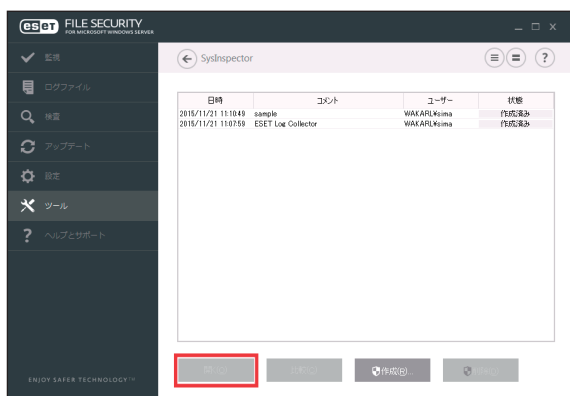 eset FILE SECURITY
FOR MICROSOFT WINDOWS SERVER
監視
ログファイル
検査
アップデート
設定
ツール
ヘルプとサポート
ENJOY SAFER TECHNOLOGY™
SysInspector
?
日時 コメント ユーザー 状態
2015/11/21 11:10:49 sample WAKARL¥sima 作成済み
2015/11/21 11:07:59 ESET Log Collector WAKARL¥sima 作成済み
作成(R)...